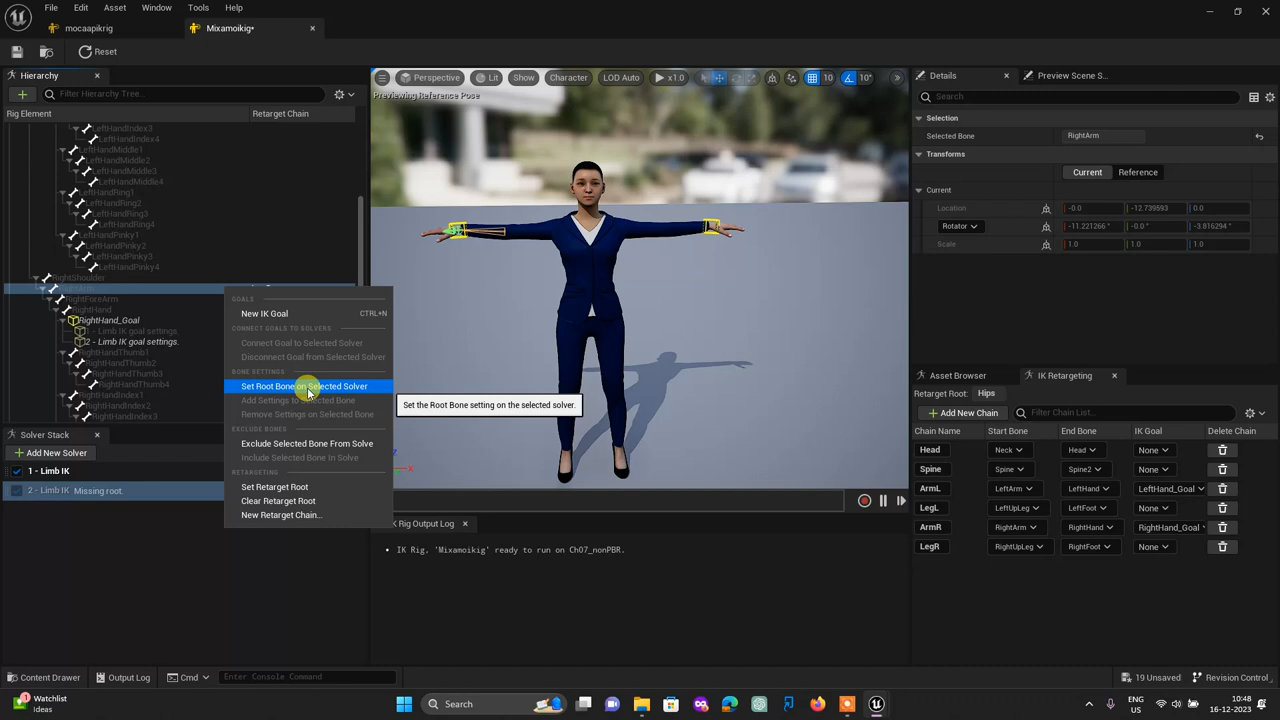 File Edit Asset Window Tools Help
mocaapikrig Mixamoikig•
Reset
Hierarchy
Filter Hierarchy Tree...
Rig Element Retarget Chain
LeftHandIndex3
LeftHandIndex4
LeftHandMiddle1
LeftHandMiddle2
LeftHandMiddle3
LeftHandMiddle4
LeftHandRing1
LeftHandRing2
LeftHandRing3
LeftHandRing4
LeftHandPinky1
LeftHandPinky2
LeftHandPinky3
LeftHandPinky4
RightShoulder
RightArm
RightForeArm
RightHand
RightHand_Goal
1 - Limb IK goal settings.
2 - Limb IK goal settings.
RightHandThumb1
RightHandThumb2
RightHandThumb3
RightHandThumb4
RightHandIndex1
RightHandIndex2
RightHandIndex3
Solver Stack
Add New Solver
1 - Limb IK
2 - Limb IK Missing root.
GOALS
New IK Goal CTRL+N
CONNECT GOALS TO SOLVERS
Connect Goal to Selected Solver
Disconnect Goal from Selected Solver
BONE SETTINGS
Set Root Bone on Selected Solver
Add Settings to Selected Bone
Remove Settings on Selected Bone
EXCLUDE BONES
Exclude Selected Bone From Solve
Include Selected Bone In Solve
RETARGETING
Set Retarget Root
Clear Retarget Root
New Retarget Chain...
Set the Root Bone setting on the selected solver.
Perspective Lit Show Character LOD Auto x1.0 10 10°
Previewing Reference Pose
IK Rig Output Log
IK Rig, 'Mixamoikig' ready to run on Ch07_nonPBR.
Details Preview Scene S...
Search
Selection
Selected Bone RightArm
Transforms
Current Reference
Current
Location -0.0 -12.739593 0.0
Rotator -11.221266 ° -0.0 ° -3.816294 °
Scale 1.0 1.0 1.0
Asset Browser IK Retargeting
Retarget Root: Hips
Add New Chain Filter Chain...
Chain Name Start Bone End Bone IK Goal Delete Chain
Head Neck Head None
Spine Spine Spine2 None
ArmL LeftArm LeftHand LeftHand_Goal
LegL LeftUpLeg LeftFoot None
ArmR RightArm RightHand RightHand_Goal
LegR RightUpLeg RightFoot None
Content Drawer Output Log Cmd Enter Console Command 19 Unsaved Revision Control
Watchlist
Ideas
Search
ENG
US
10:48
16-12-2023